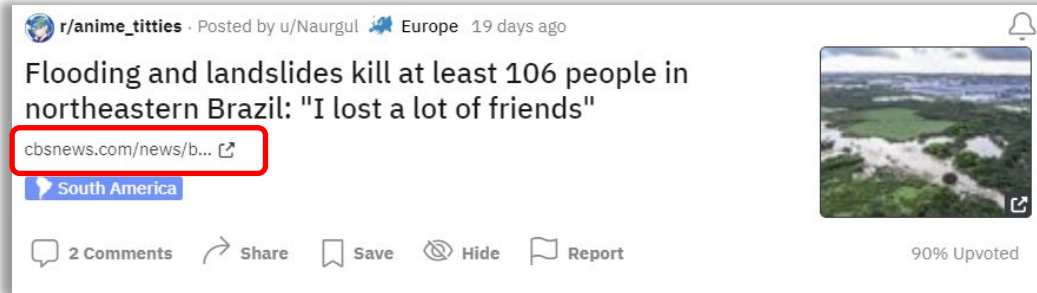 r/anime_titties · Posted by u/Naurgul Europe 19 days ago
Flooding and landslides kill at least 106 people in
northeastern Brazil: "I lost a lot of friends"
cbsnews.com/news/b...
South America
2 Comments Share Save Hide Report 90% Upvoted